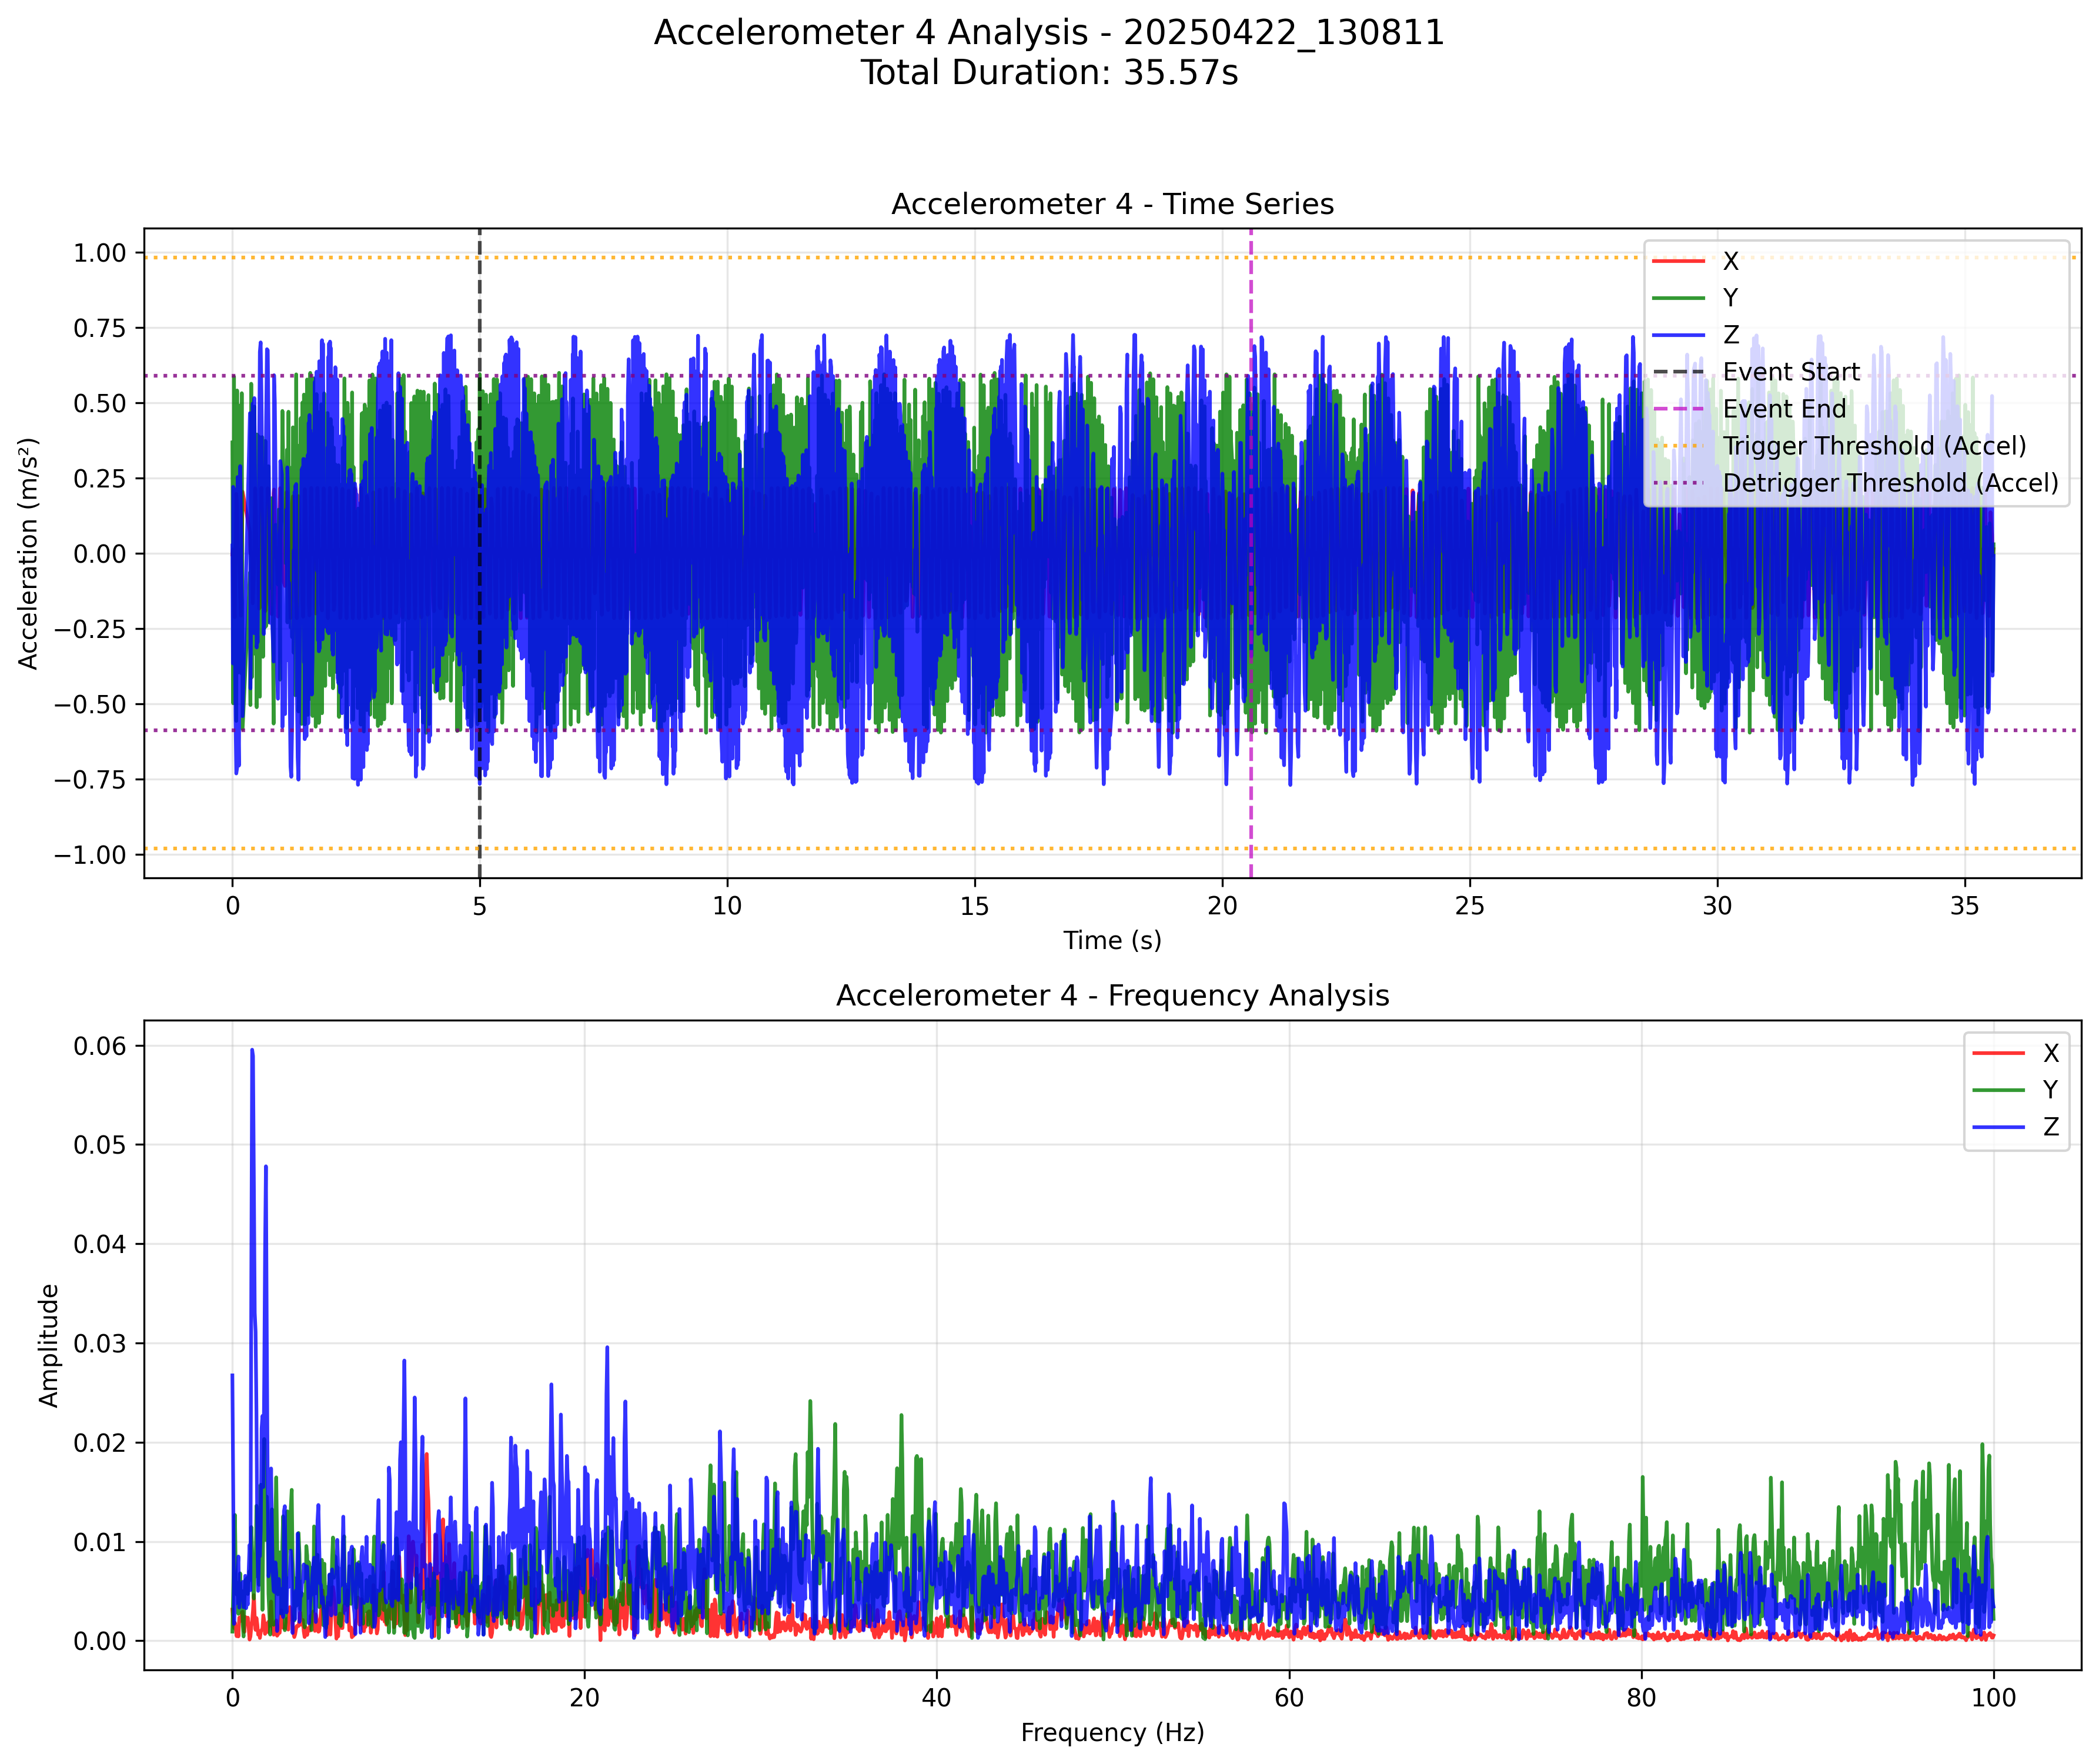 Accelerometer 4 Analysis - 20250422_130811
Total Duration: 35.57s
Accelerometer 4 - Time Series
Acceleration (m/s²)
1.00
0.75
0.50
0.25
0.00
−0.25
−0.50
−0.75
−1.00
X
Y
Z
Event Start
Event End
Trigger Threshold (Accel)
Detrigger Threshold (Accel)
0 5 10 15 20 25 30 35
Time (s)
Accelerometer 4 - Frequency Analysis
Amplitude
0.06
0.05
0.04
0.03
0.02
0.01
0.00
X
Y
Z
0 20 40 60 80 100
Frequency (Hz)